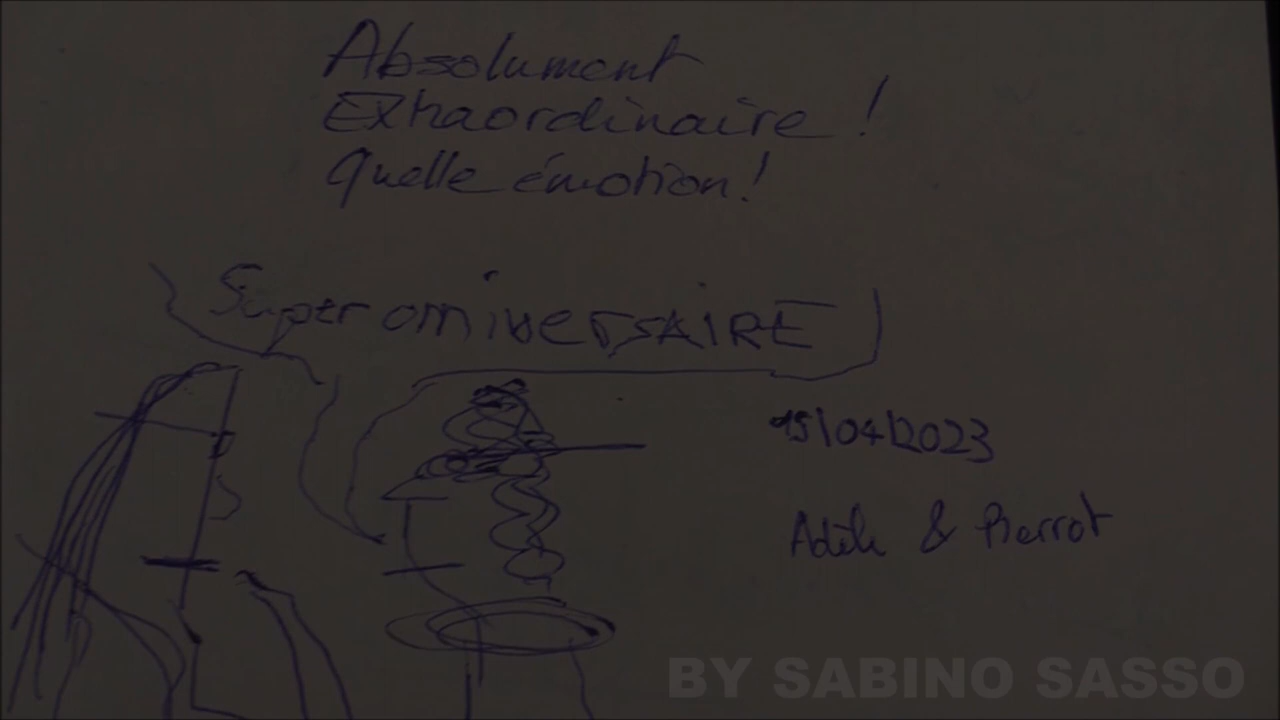 Absolument
Extraordinaire !
Quelle émotion !
Super anniversAIRE
15/04/2023
Adèle & Pierrot
BY SABINO SASSO